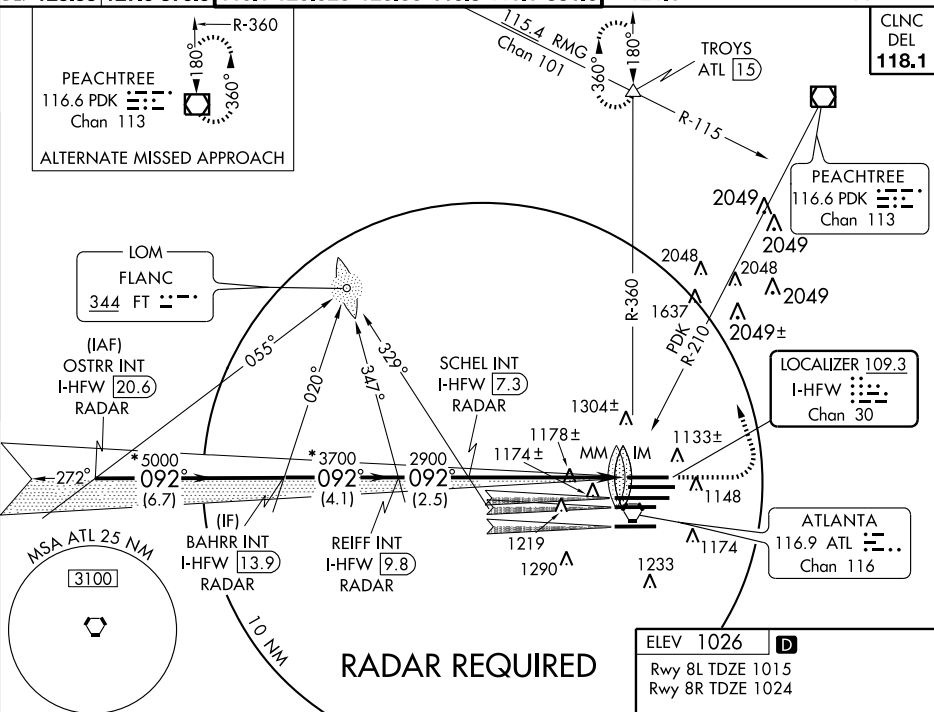 R-360
180°
360°
PEACHTREE
116.6 PDK
Chan 113
ALTERNATE MISSED APPROACH
115.4 RMG
Chan 101
360°
180°
TROYS
ATL 15
R-115
CLNC
DEL
118.1
PEACHTREE
116.6 PDK
Chan 113
2049
2049
2048
2048
2049
1637
2049±
R-360
PDK
R-210
LOM
FLANC
344 FT
055°
020°
347°
329°
(IAF)
OSTRR INT
I-HFW 20.6
RADAR
SCHEL INT
I-HFW 7.3
RADAR
LOCALIZER 109.3
I-HFW
Chan 30
1304±
1178±
1174±
MM
IM
1133±
1148
272°
*5000
092°
(6.7)
*3700
092°
(4.1)
2900
092°
(2.5)
(IF)
BAHRR INT
I-HFW 13.9
RADAR
REIFF INT
I-HFW 9.8
RADAR
1219
1290
1233
1174
ATLANTA
116.9 ATL
Chan 116
MSA ATL 25 NM
3100
10 NM
RADAR REQUIRED
ELEV 1026 D
Rwy 8L TDZE 1015
Rwy 8R TDZE 1024